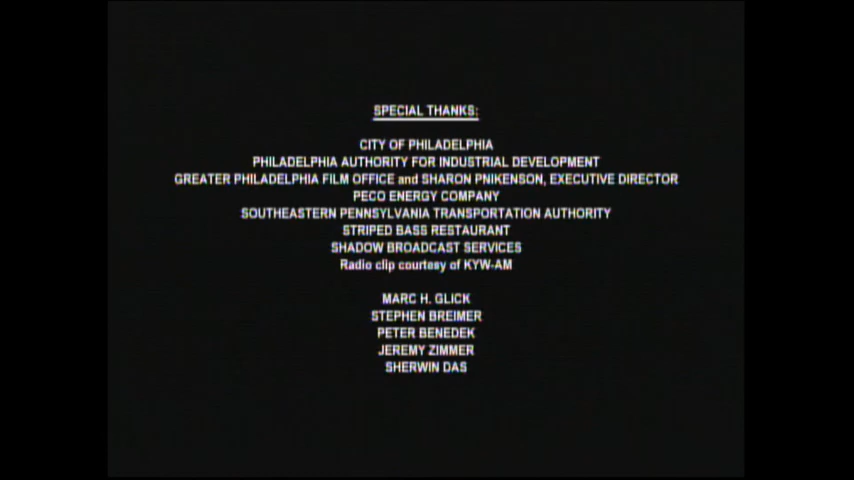 SPECIAL THANKS:
CITY OF PHILADELPHIA
PHILADELPHIA AUTHORITY FOR INDUSTRIAL DEVELOPMENT
GREATER PHILADELPHIA FILM OFFICE and SHARON PNIKENSON, EXECUTIVE DIRECTOR
PECO ENERGY COMPANY
SOUTHEASTERN PENNSYLVANIA TRANSPORTATION AUTHORITY
STRIPED BASS RESTAURANT
SHADOW BROADCAST SERVICES
Radio clip courtesy of KYW-AM
MARC H. GLICK
STEPHEN BREIMER
PETER BENEDEK
JEREMY ZIMMER
SHERWIN DAS